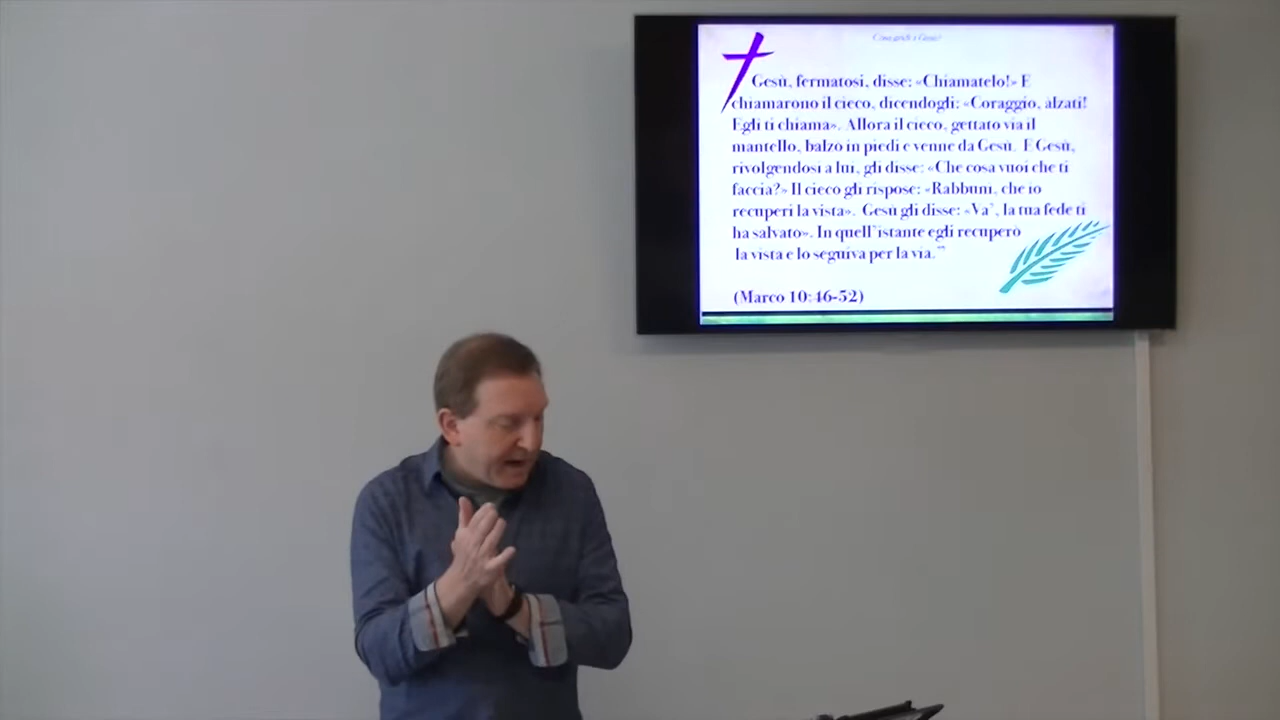 Gesù, fermatosi, disse: «Chiamatelo!» E
chiamarono il cieco, dicendogli: «Coraggio, alzati!
Egli ti chiama». Allora il cieco, gettato via il
mantello, balzò in piedi e venne da Gesù. E Gesù,
rivolgendosi a lui, gli disse: «Che cosa vuoi che ti
faccia?» Il cieco gli rispose: «Rabbuni, che io
recuperi la vista». Gesù gli disse: «Va', la tua fede ti
ha salvato». In quell'istante egli recuperò
la vista e lo seguiva per la via.”
(Marco 10:46-52)